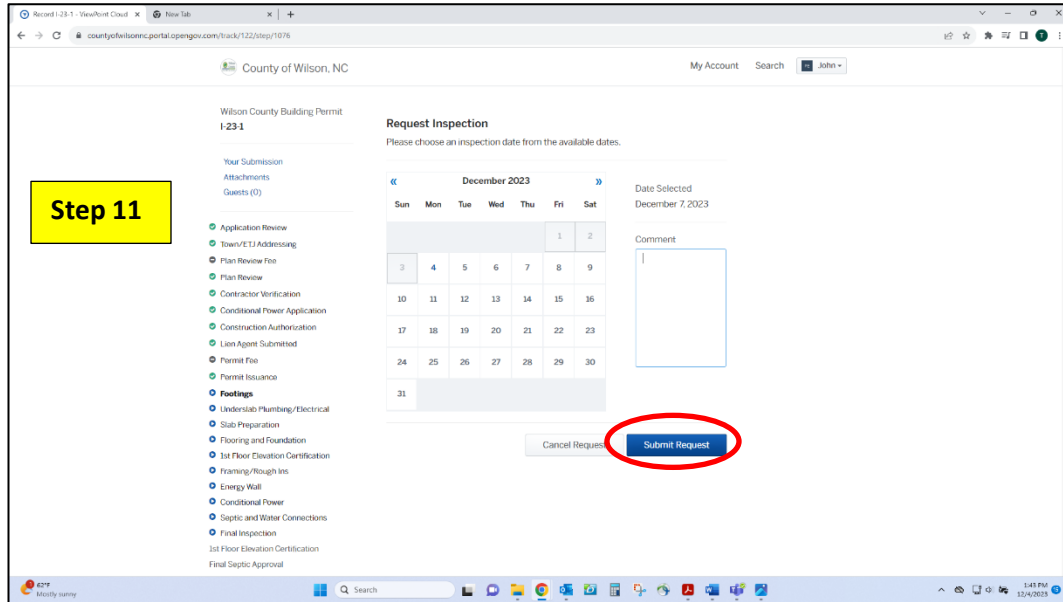 Record I-23-1 - ViewPoint Cloud
New Tab
countyofwilsonnc.portal.opengov.com/track/122/step/1076
T
County of Wilson, NC
My Account Search John
Wilson County Building Permit
I-23-1
Your Submission
Attachments
Guests (0)
Step 11
Application Review
Town/ETJ Addressing
Plan Review Fee
Plan Review
Contractor Verification
Conditional Power Application
Construction Authorization
Lien Agent Submitted
Permit Fee
Permit Issuance
Footings
Underslab Plumbing/Electrical
Slab Preparation
Flooring and Foundation
1st Floor Elevation Certification
Framing/Rough Ins
Energy Wall
Conditional Power
Septic and Water Connections
Final Inspection
1st Floor Elevation Certification
Final Septic Approval
Request Inspection
Please choose an inspection date from the available dates.
« December 2023 »
Sun Mon Tue Wed Thu Fri Sat
1 2
3 4 5 6 7 8 9
10 11 12 13 14 15 16
17 18 19 20 21 22 23
24 25 26 27 28 29 30
31
Date Selected
December 7, 2023
Comment
Cancel Request
Submit Request
62°F
Mostly sunny
Search
1:43 PM
12/4/2023